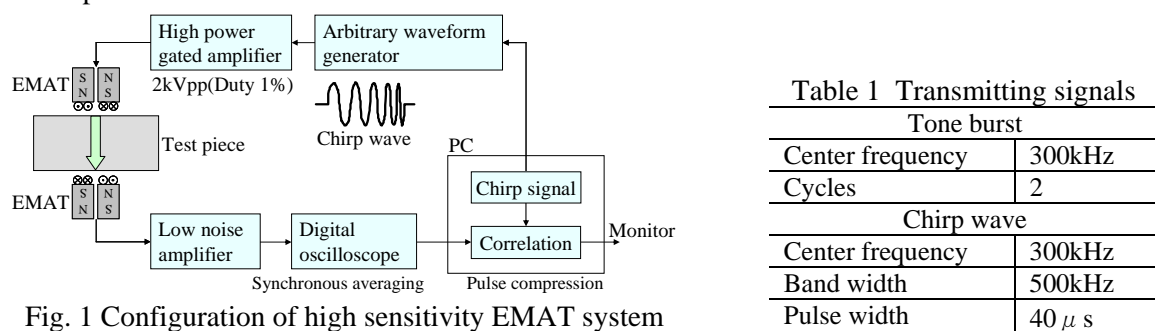 High power
gated amplifier
Arbitrary waveform
generator
EMAT
S N
N S
2kVpp(Duty 1%)
Chirp wave
Test piece
PC
Chirp signal
EMAT
S N
N S
Low noise
amplifier
Digital
oscilloscope
Correlation
Monitor
Synchronous averaging
Pulse compression
Fig. 1 Configuration of high sensitivity EMAT system
Table 1 Transmitting signals
Tone burst
Center frequency 300kHz
Cycles 2
Chirp wave
Center frequency 300kHz
Band width 500kHz
Pulse width 40μs